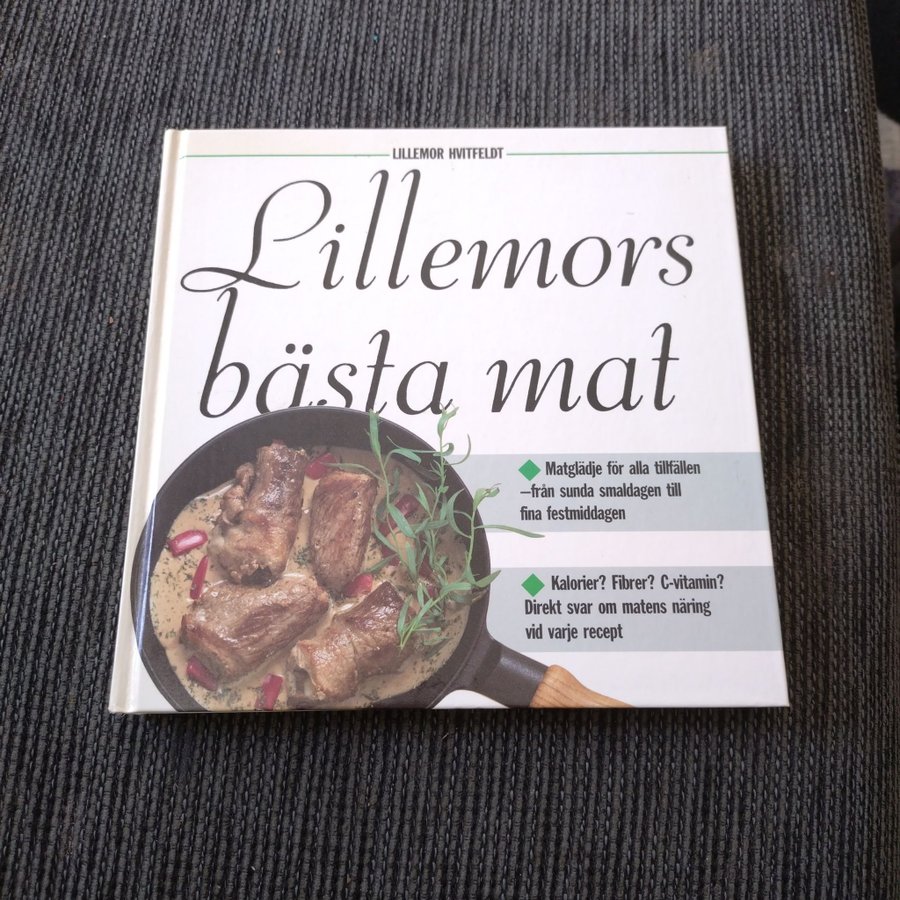 LILLEMOR HVITFELDT
Lillemors
bästa mat
Matglädje för alla tillfällen
–från sunda smaldagen till
fina festmiddagen
Kalorier? Fibrer? C-vitamin?
Direkt svar om matens näring
vid varje recept